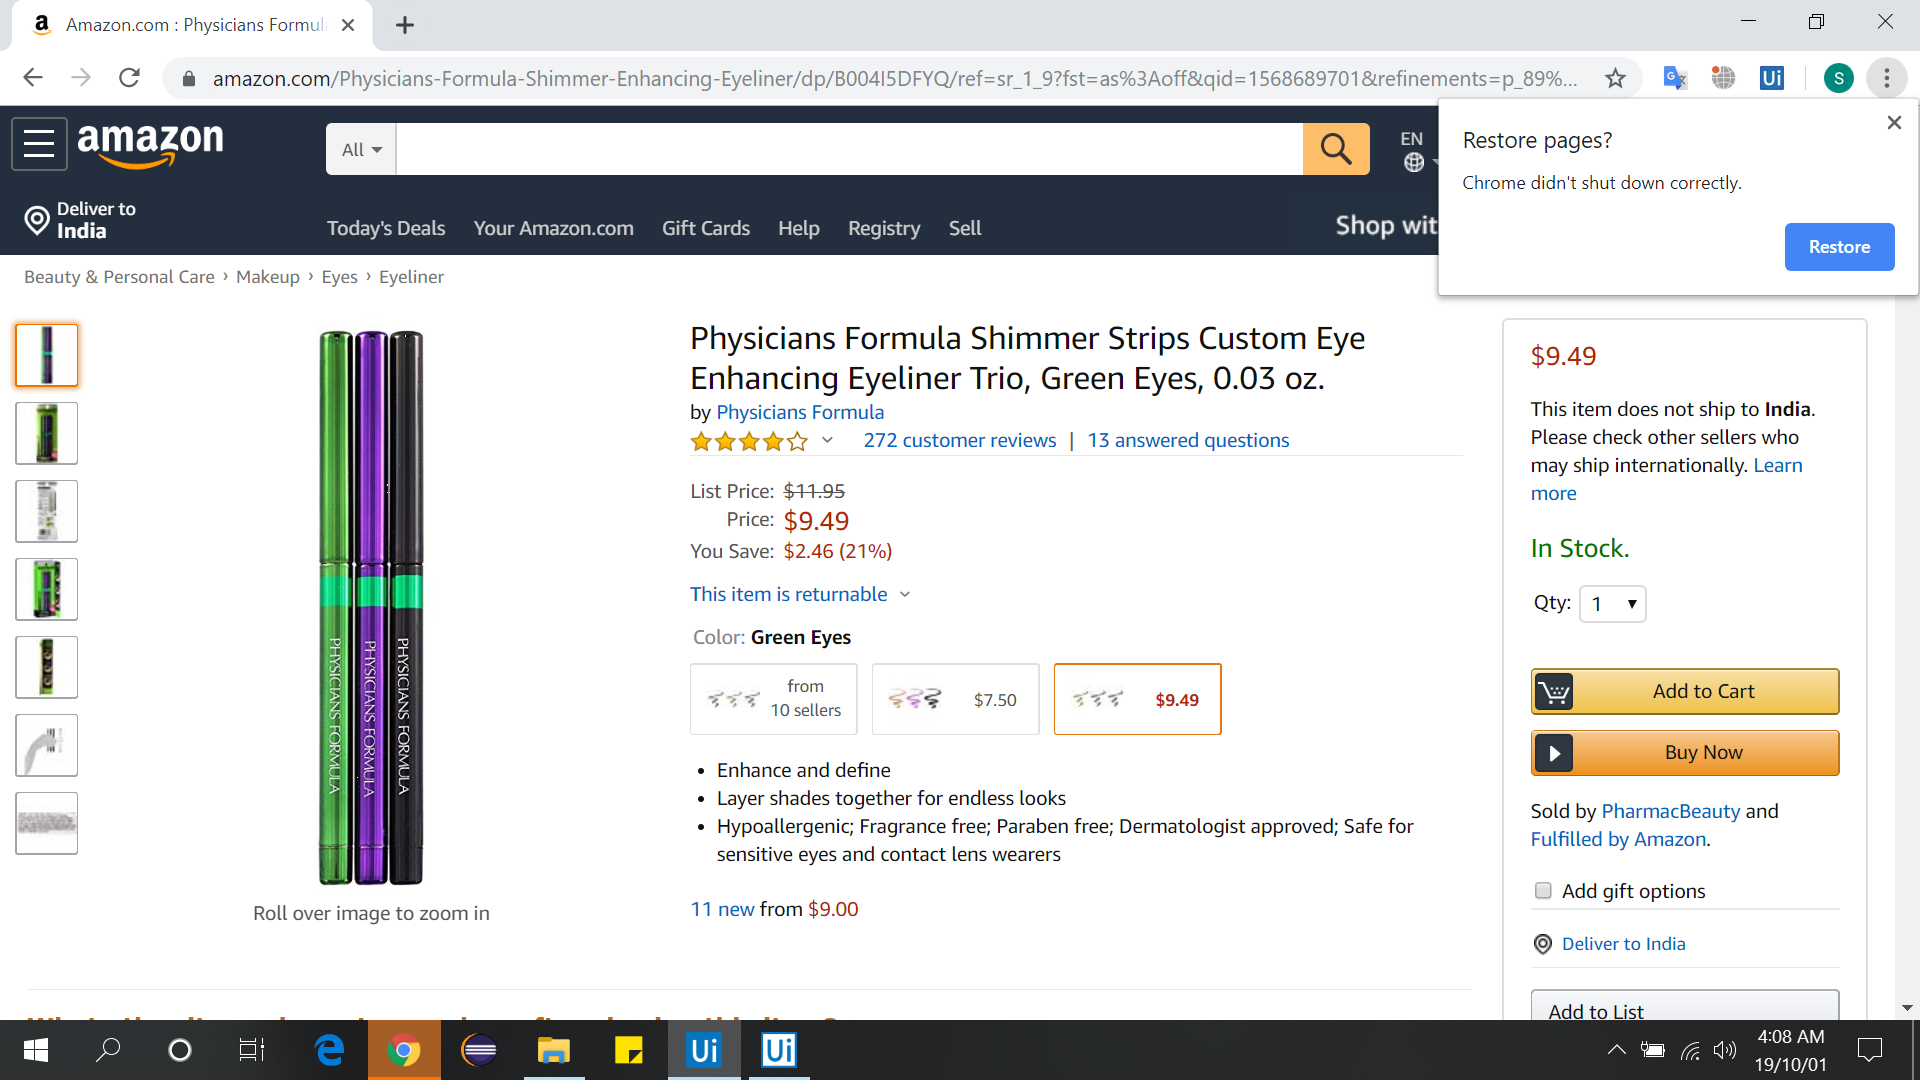 Amazon.com : Physicians Formul
amazon.com/Physicians-Formula-Shimmer-Enhancing-Eyeliner/dp/B004I5DFYQ/ref=sr_1_9?fst=as%3Aoff&qid=1568689701&refinements=p_89%...
S
Ui
Restore pages?
Chrome didn't shut down correctly.
Restore
amazon
All
EN
Deliver to
India
Today's Deals
Your Amazon.com
Gift Cards
Help
Registry
Sell
Shop wit
Beauty & Personal Care › Makeup › Eyes › Eyeliner
PHYSICIANS FORMULA
PHYSICIANS FORMULA
PHYSICIANS FORMULA
Roll over image to zoom in
Physicians Formula Shimmer Strips Custom Eye
Enhancing Eyeliner Trio, Green Eyes, 0.03 oz.
by Physicians Formula
272 customer reviews | 13 answered questions
List Price: $11.95
Price: $9.49
You Save: $2.46 (21%)
This item is returnable
Color: Green Eyes
from
10 sellers
$7.50
$9.49
• Enhance and define
• Layer shades together for endless looks
• Hypoallergenic; Fragrance free; Paraben free; Dermatologist approved; Safe for
sensitive eyes and contact lens wearers
11 new from $9.00
$9.49
This item does not ship to India.
Please check other sellers who
may ship internationally. Learn
more
In Stock.
Qty: 1
Add to Cart
Buy Now
Sold by PharmacBeauty and
Fulfilled by Amazon.
Add gift options
Deliver to India
Add to List
Ui
Ui
4:08 AM
19/10/01